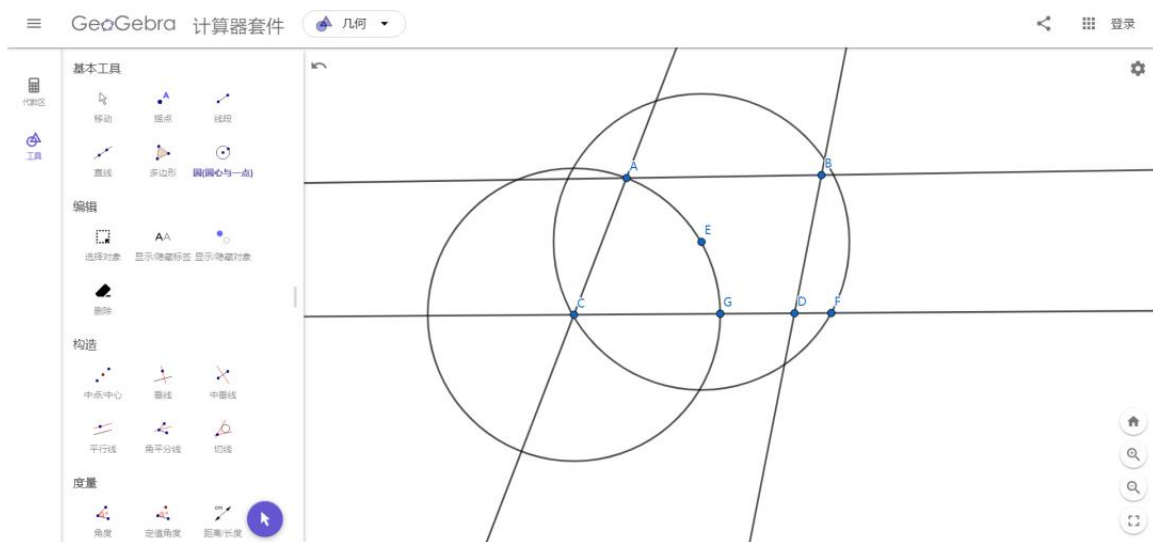 GeoGebra 计算器套件 几何 登录
代数区
工具
基本工具
移动 描点 线段
直线 多边形 圆(圆心与一点)
编辑
选择对象 显示/隐藏标签 显示/隐藏对象
删除
构造
中点/中心 垂线 中垂线
平行线 角平分线 切线
度量
角度 定值角度 距离/长度
A B
E
C G D F